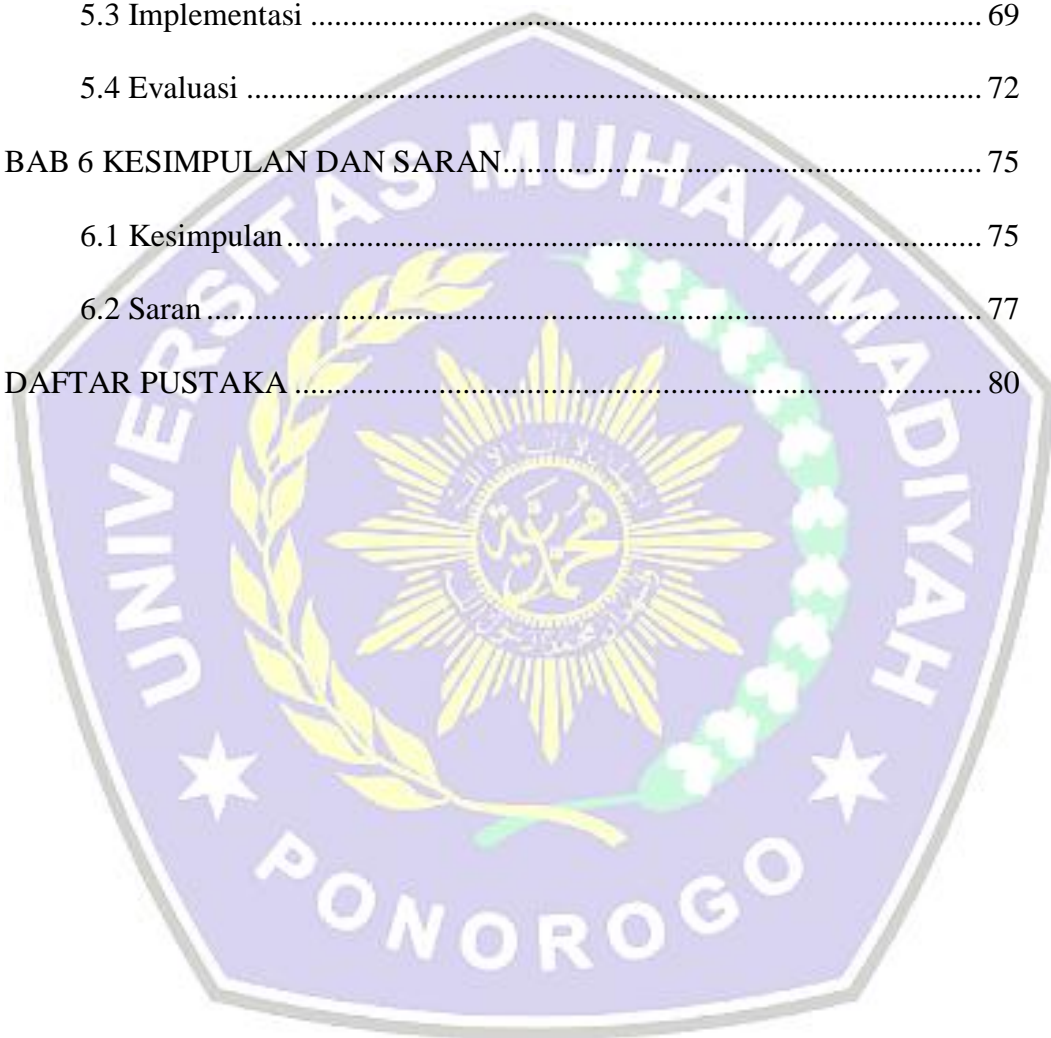 5.3 Implementasi .................................................................................... 69
5.4 Evaluasi ............................................................................................ 72
BAB 6 KESIMPULAN DAN SARAN............................................................ 75
6.1 Kesimpulan....................................................................................... 75
6.2 Saran ................................................................................................. 77
DAFTAR PUSTAKA ...................................................................................... 80
UNIVERSITAS MUHAMMADIYAH
PONOROGO